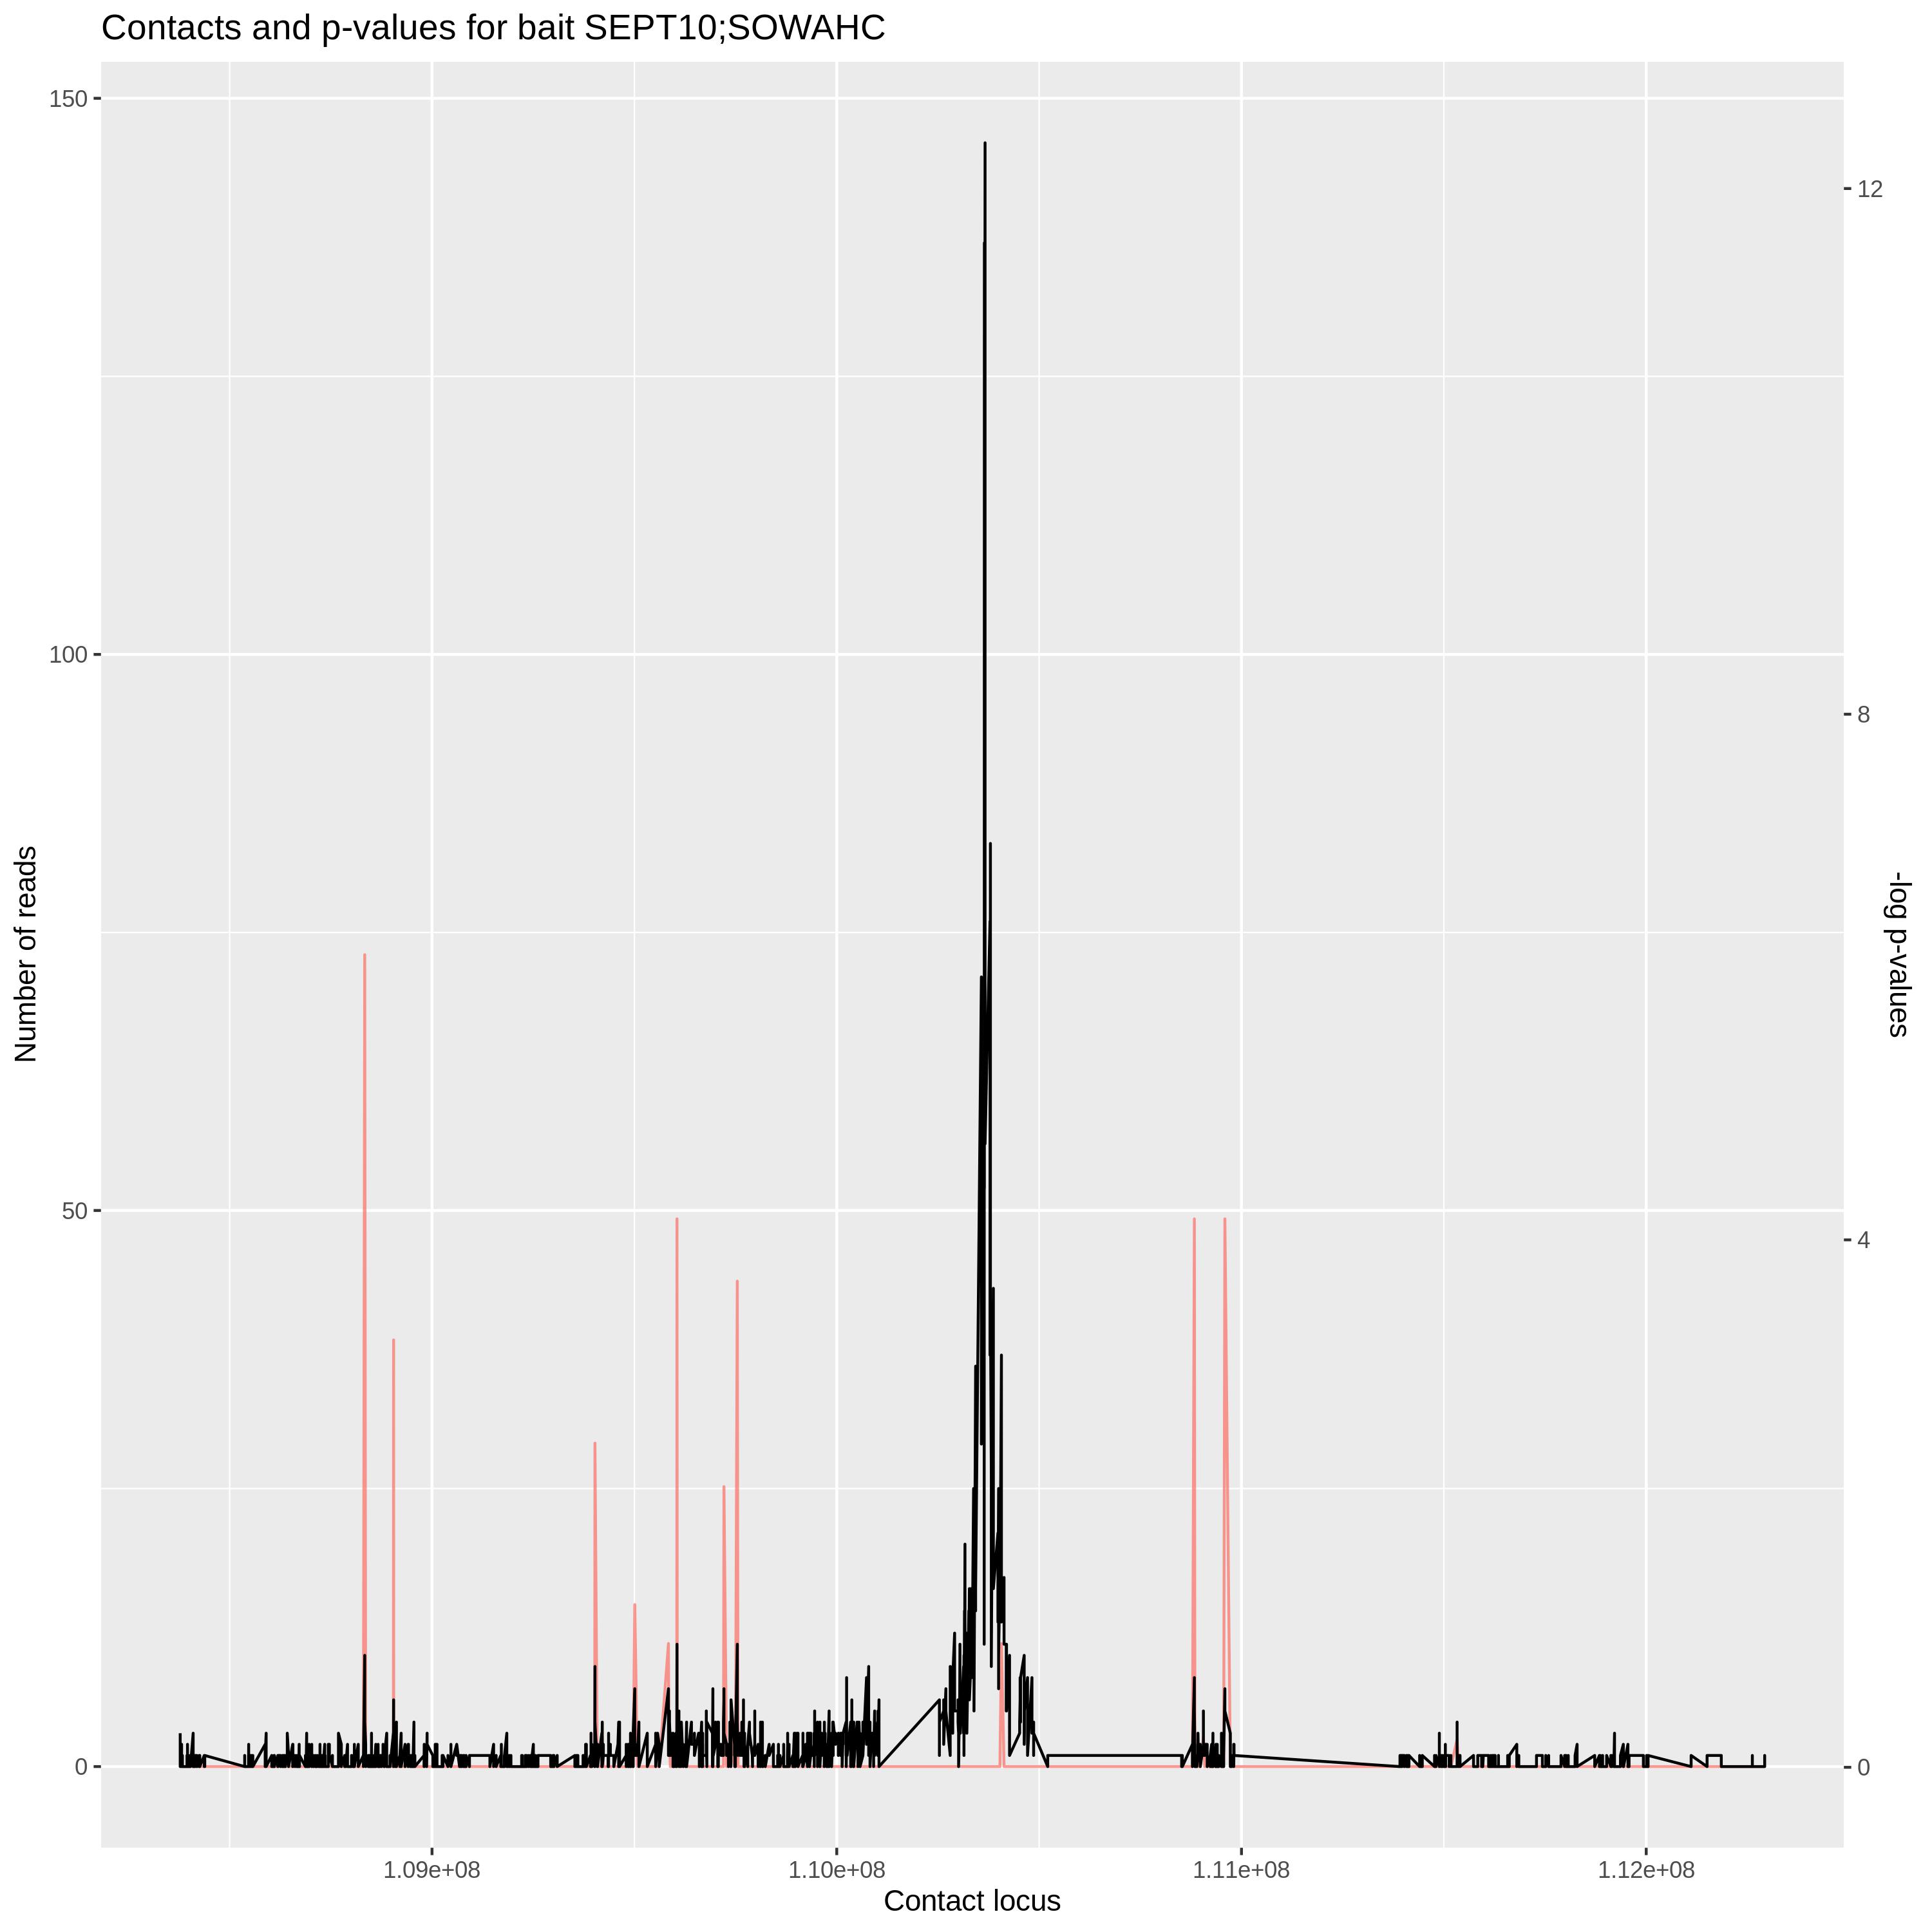 Contacts and p-values for bait SEPT10;SOWAHC
150
100
50
0
Number of reads
12
8
4
0
-log p-values
1.09e+08 1.10e+08 1.11e+08 1.12e+08
Contact locus